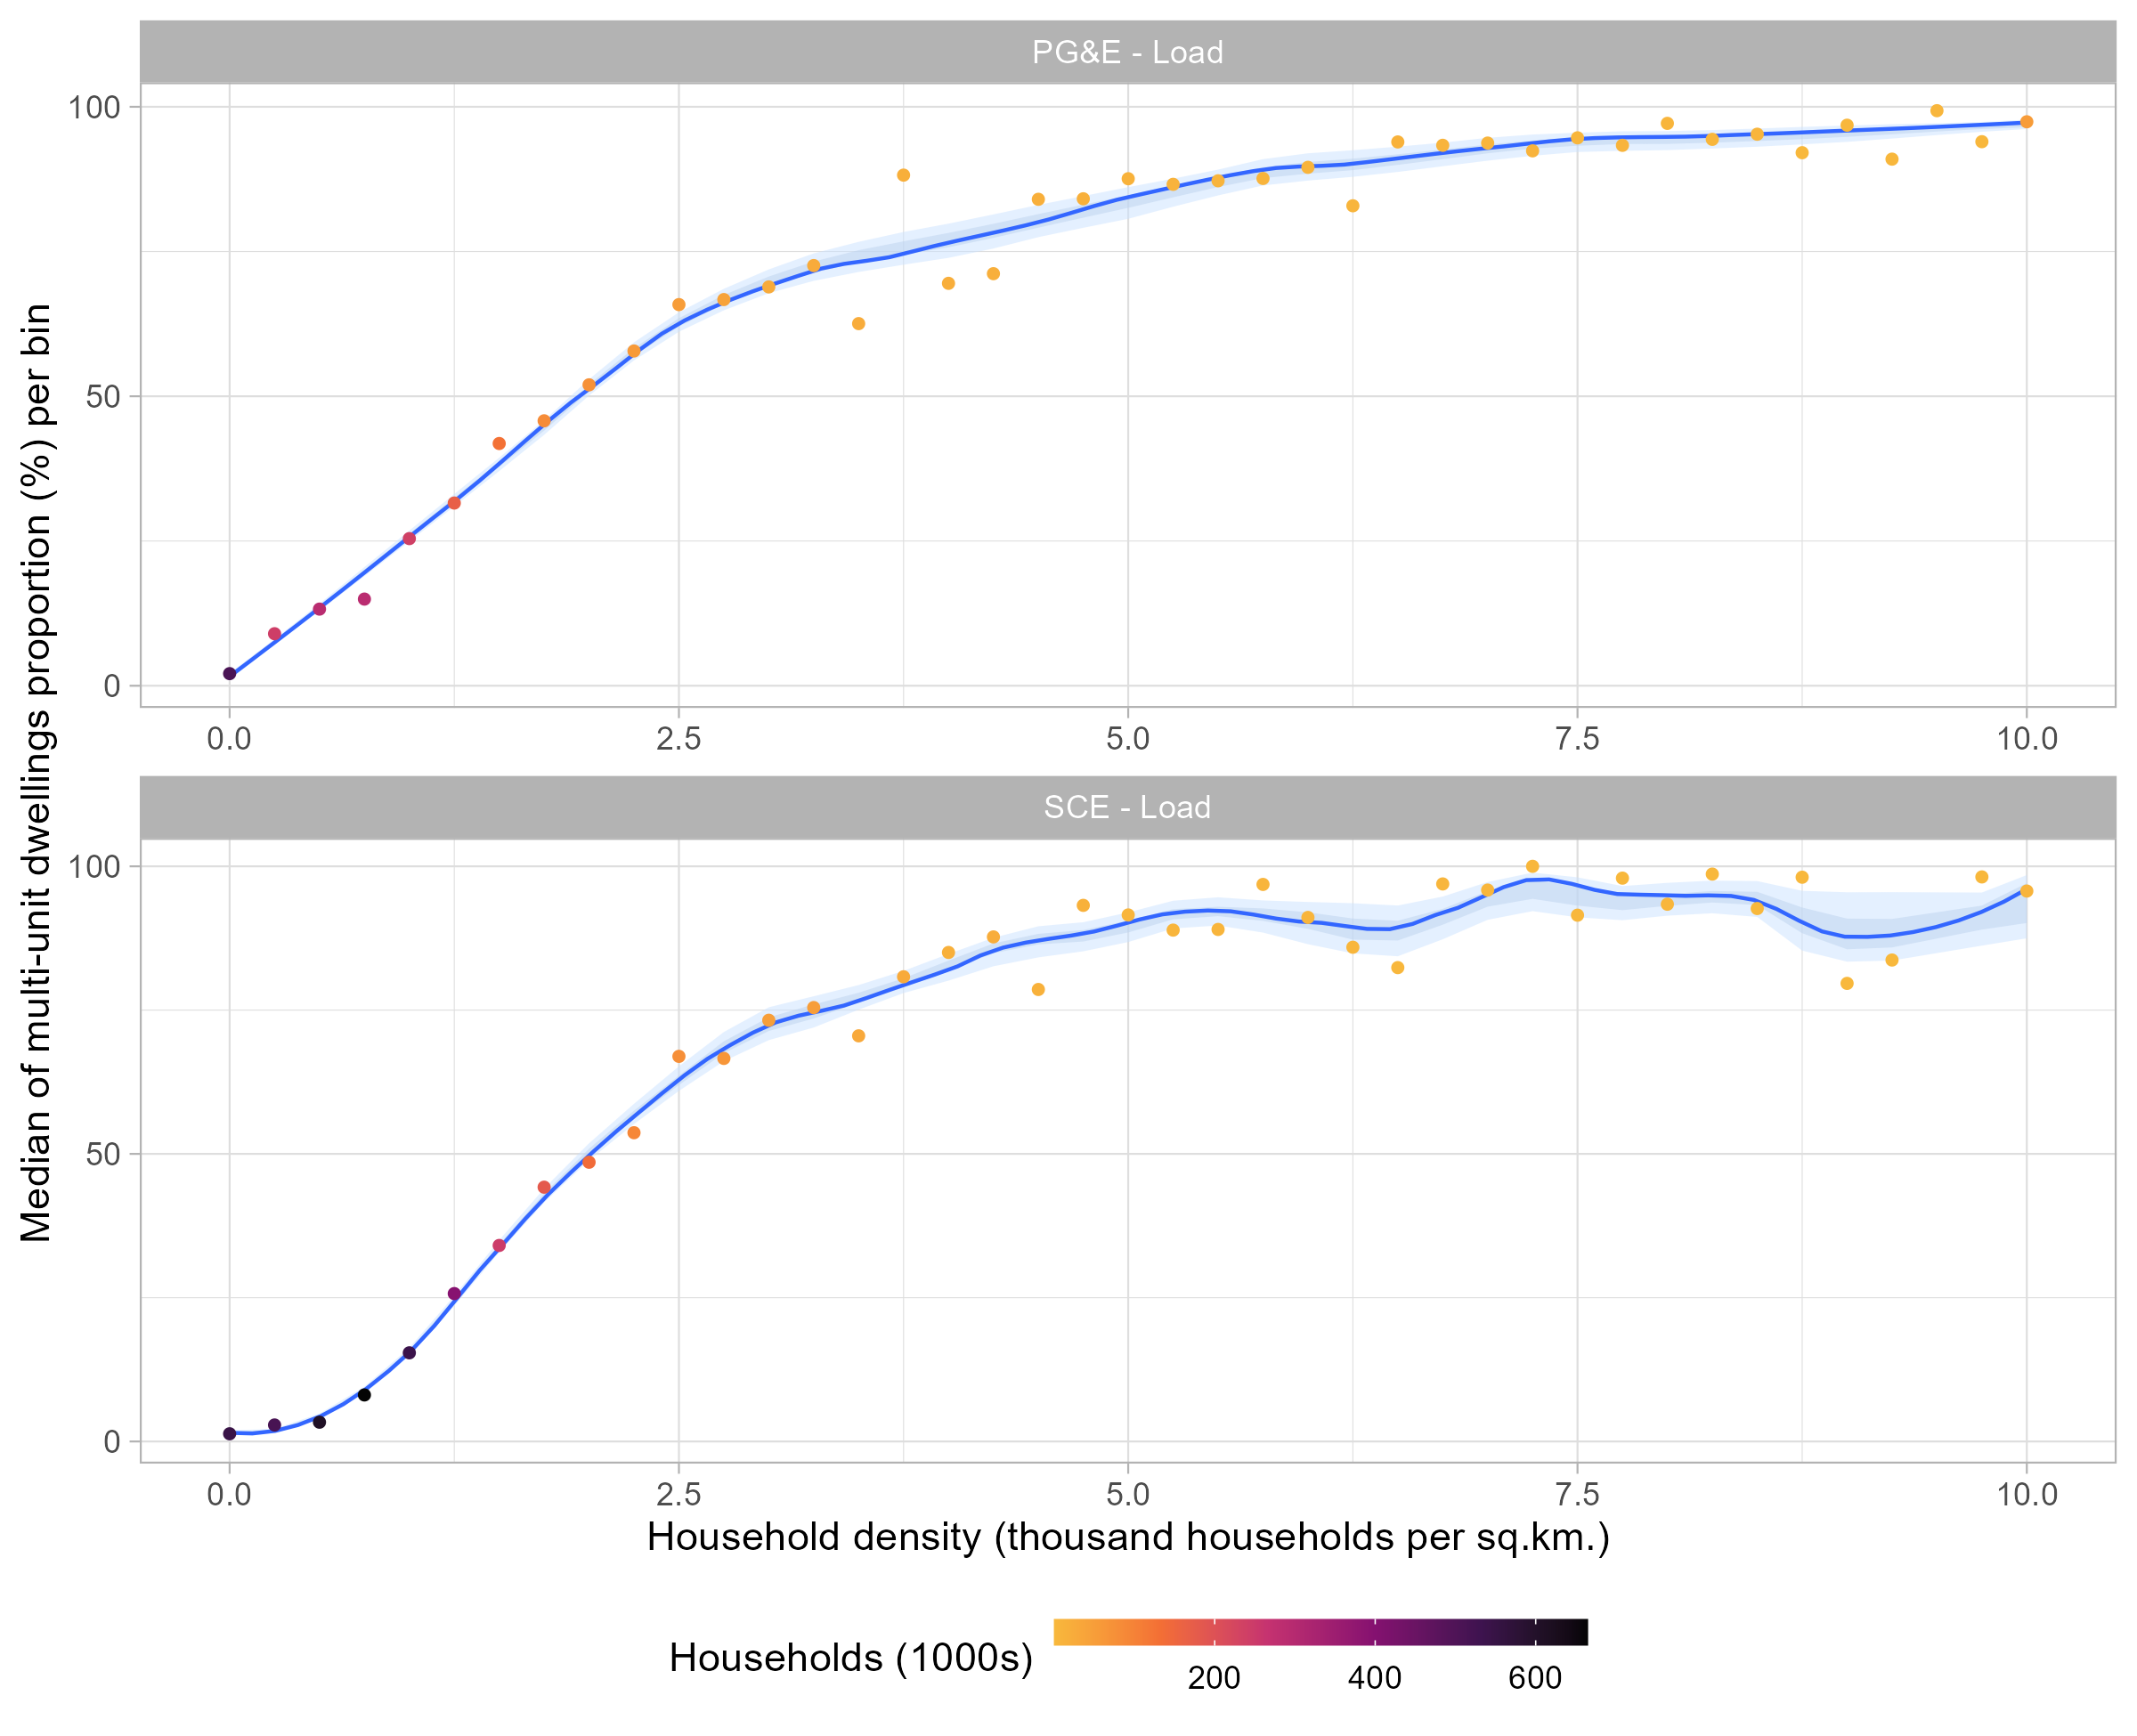 PG&E - Load
100
50
0
0.0 2.5 5.0 7.5 10.0
SCE - Load
100
50
0
0.0 2.5 5.0 7.5 10.0
Median of multi-unit dwellings proportion (%) per bin
Household density (thousand households per sq.km.)
Households (1000s)
200 400 600